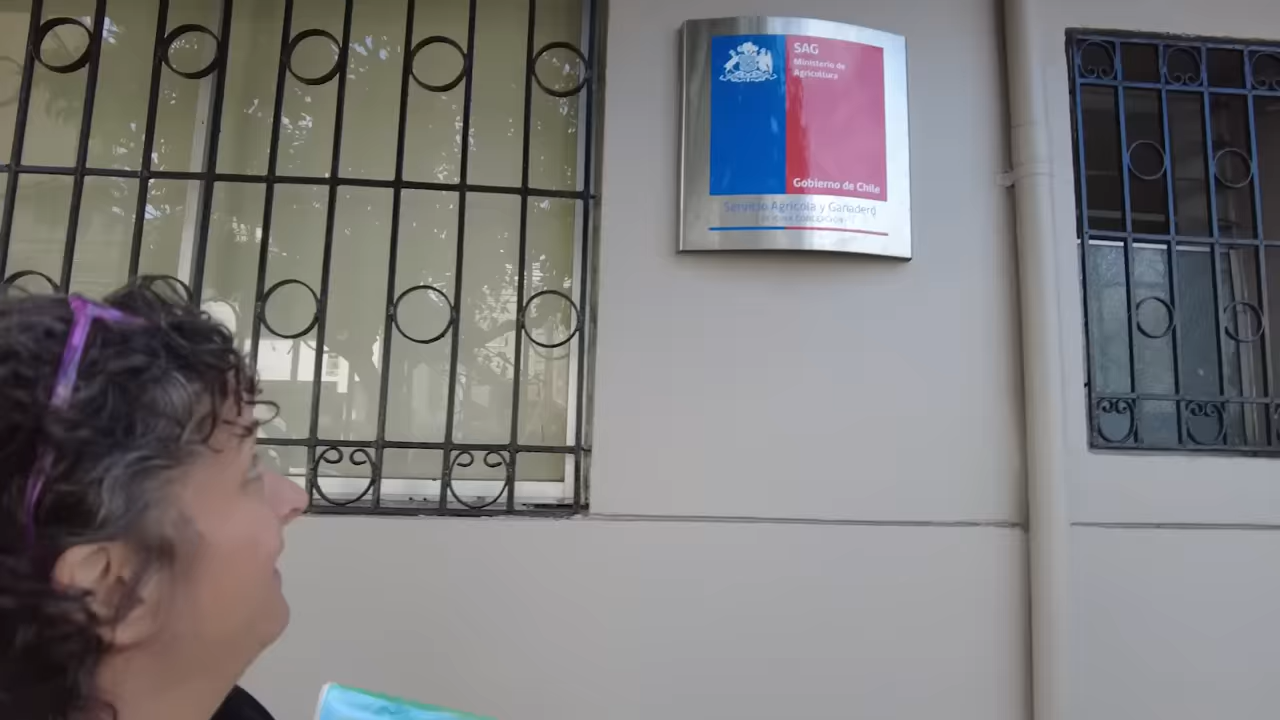 SAG
Ministerio de
Agricultura
Gobierno de Chile
Servicio Agrícola y Ganadero